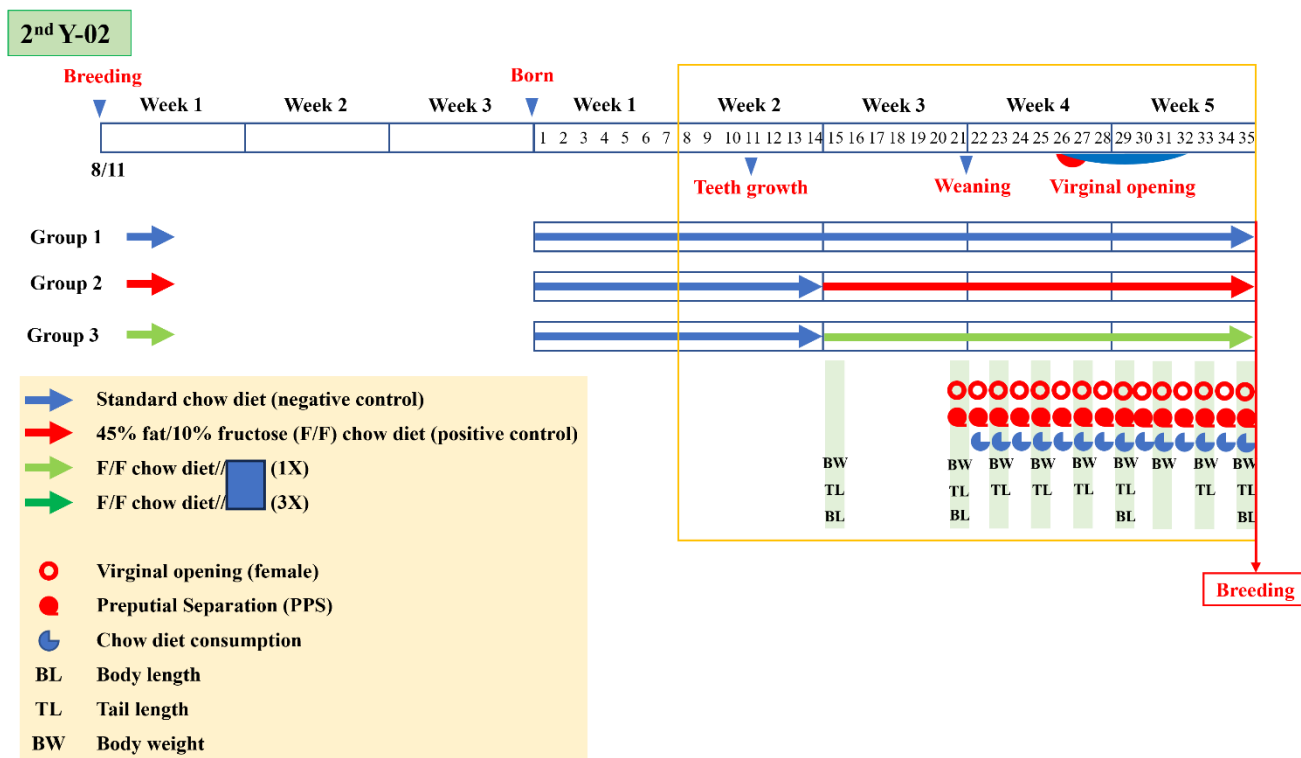 2nd Y-02
Breeding
Born
Week 1 Week 2 Week 3 Week 1 Week 2 Week 3 Week 4 Week 5
1 2 3 4 5 6 7 8 9 10 11 12 13 14 15 16 17 18 19 20 21 22 23 24 25 26 27 28 29 30 31 32 33 34 35
8/11
Teeth growth
Weaning
Virginal opening
Group 1
Group 2
Group 3
Standard chow diet (negative control)
45% fat/10% fructose (F/F) chow diet (positive control)
F/F chow diet// (1X)
F/F chow diet// (3X)
Virginal opening (female)
Preputial Separation (PPS)
Chow diet consumption
BL Body length
TL Tail length
BW Body weight
BW BW BW BW BW BW BW BW BW
TL TL TL TL TL TL TL TL
BL BL BL BL
Breeding